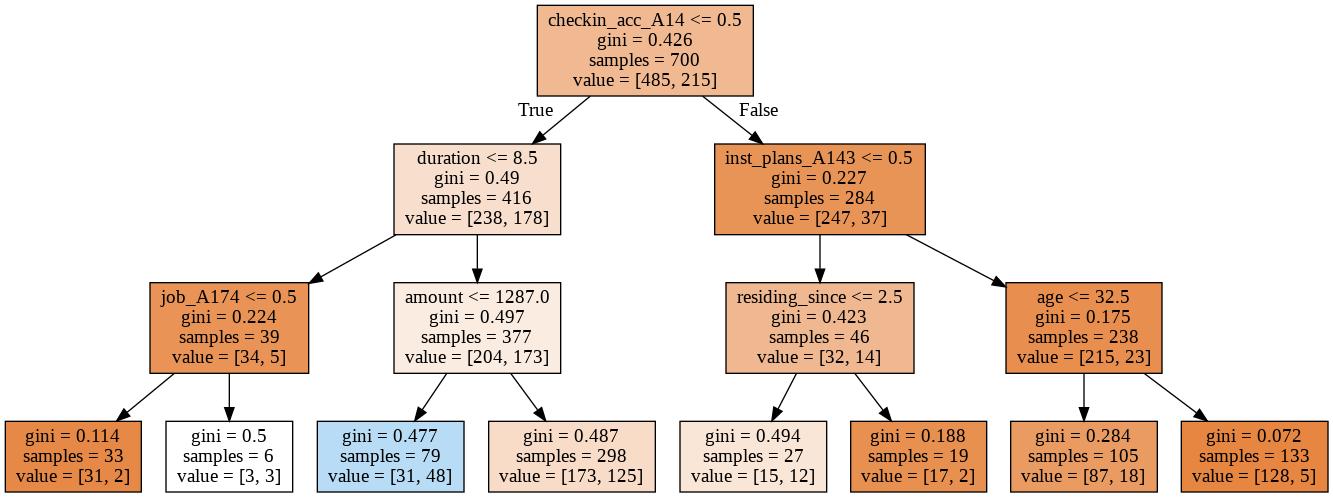 checkin_acc_A14 <= 0.5
gini = 0.426
samples = 700
value = [485, 215]
True
False
duration <= 8.5
gini = 0.49
samples = 416
value = [238, 178]
inst_plans_A143 <= 0.5
gini = 0.227
samples = 284
value = [247, 37]
job_A174 <= 0.5
gini = 0.224
samples = 39
value = [34, 5]
amount <= 1287.0
gini = 0.497
samples = 377
value = [204, 173]
residing_since <= 2.5
gini = 0.423
samples = 46
value = [32, 14]
age <= 32.5
gini = 0.175
samples = 238
value = [215, 23]
gini = 0.114
samples = 33
value = [31, 2]
gini = 0.5
samples = 6
value = [3, 3]
gini = 0.477
samples = 79
value = [31, 48]
gini = 0.487
samples = 298
value = [173, 125]
gini = 0.494
samples = 27
value = [15, 12]
gini = 0.188
samples = 19
value = [17, 2]
gini = 0.284
samples = 105
value = [87, 18]
gini = 0.072
samples = 133
value = [128, 5]